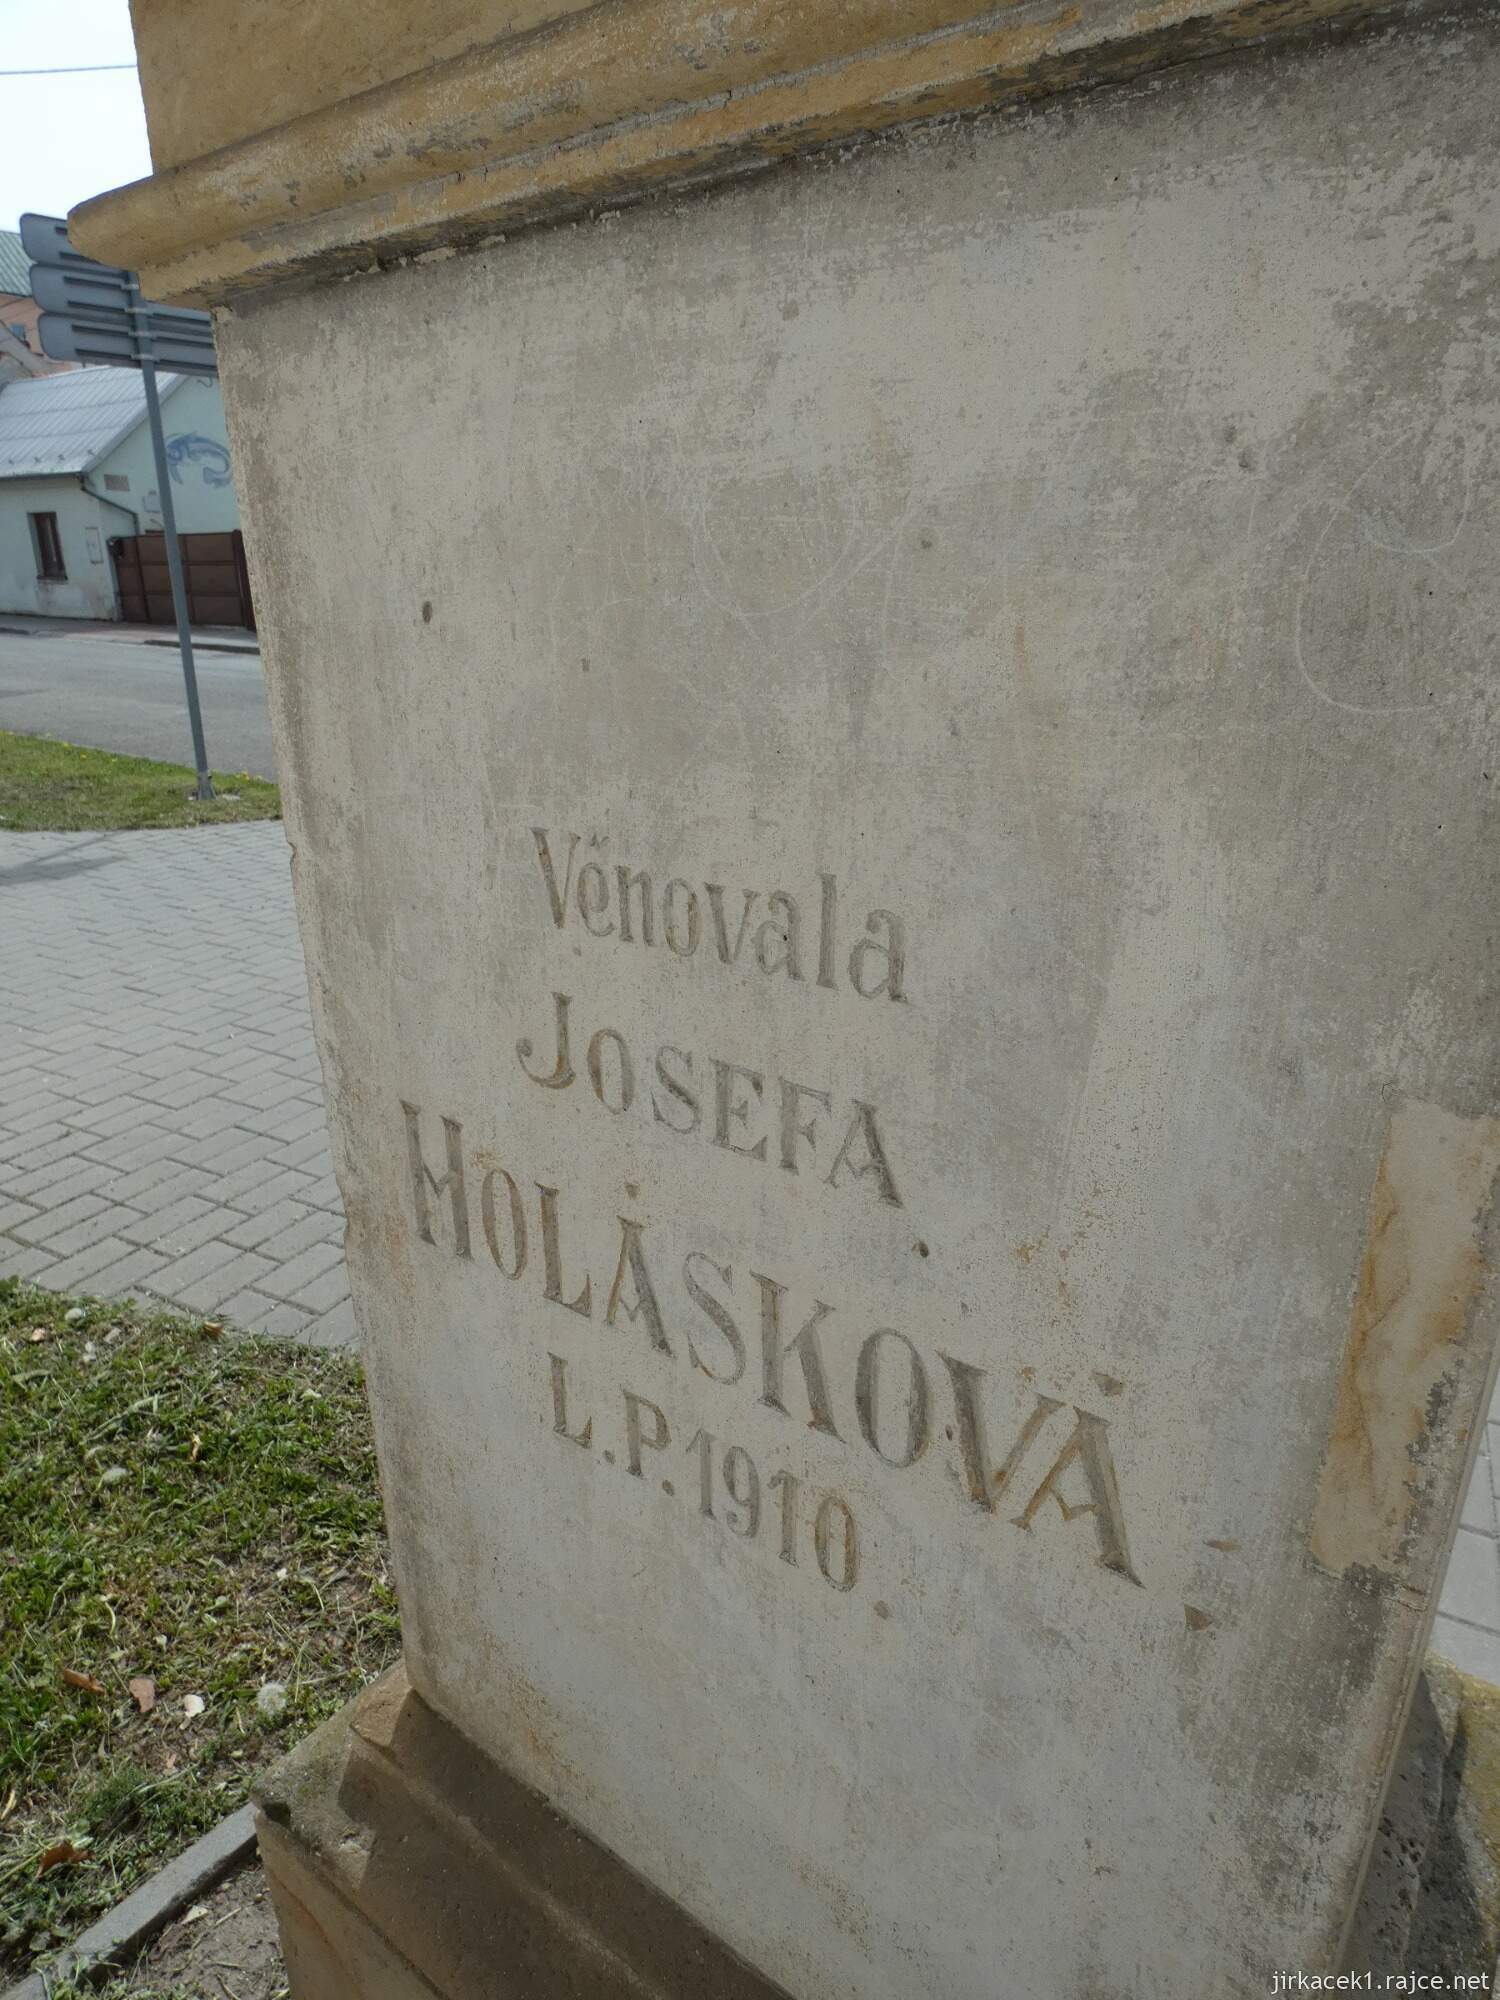 Věnovala
JOSEFA
HOLÁSKOVÁ.
L.P.1910.
jirkacek1.rajce.net